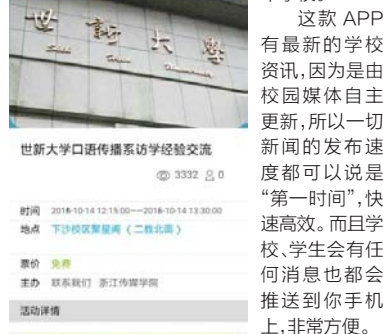 世新大學
Shih Hsin University
世新大学口语传播系访学经验交流
3332 0
时间 2016-10-14 12:15:00--2016-10-14 13:30:00
地点 下沙校区聚星阁（二教北面）
票价 免费
主办 联系我们 浙江传媒学院
活动详情
这款 APP
有最新的学校
资讯,因为是由
校园媒体自主
更新,所以一切
新闻的发布速
度都可以说是
“第一时间”,快
速高效。而且学
校、学生会有任
何消息也都会
推送到你手机
上,非常方便。